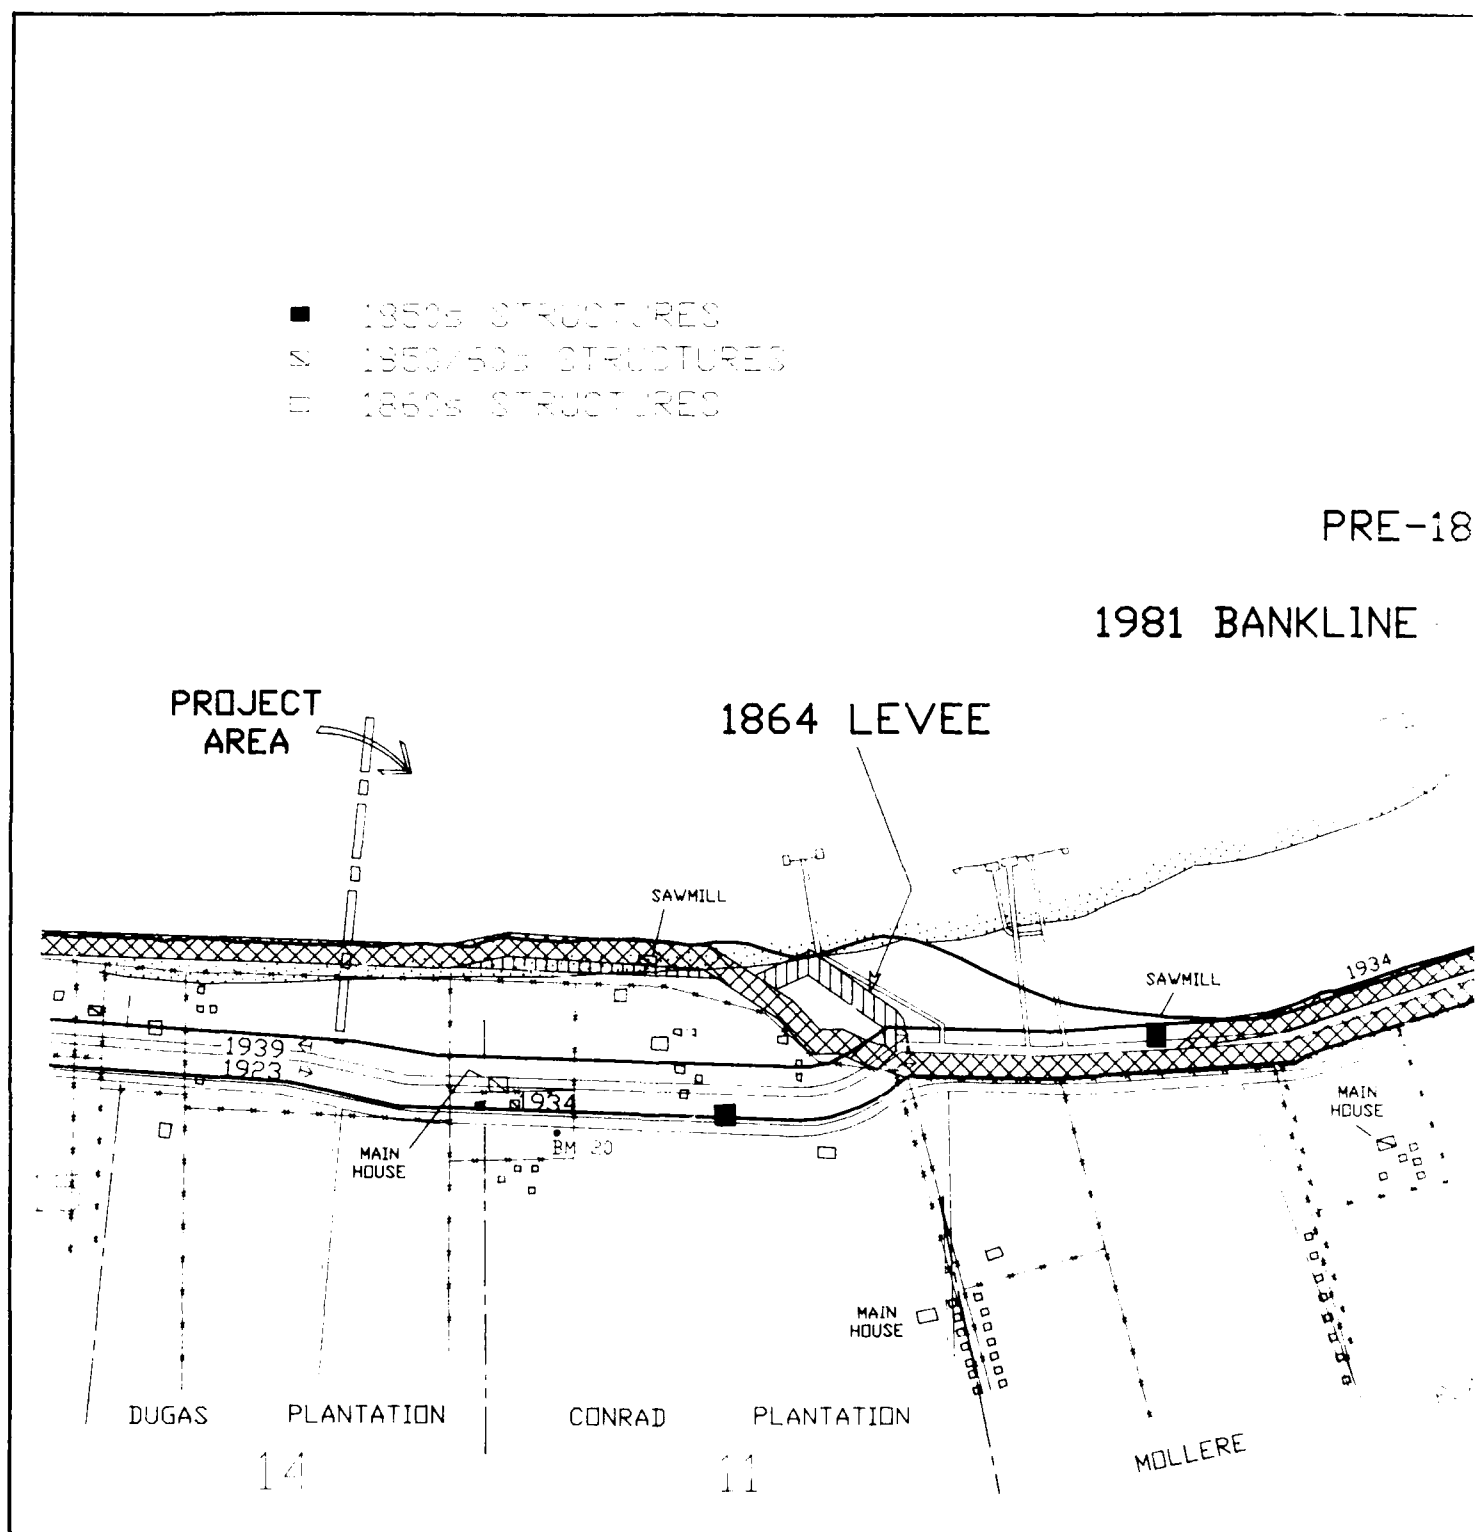 1850s STRUCTURES
1850/60s STRUCTURES
1860s STRUCTURES
PRE-18
1981 BANKLINE
PROJECT
AREA
1864 LEVEE
SAWMILL
SAWMILL
1934
1939
1923
1934
MAIN
HOUSE
BM 20
MAIN
HOUSE
MAIN
HOUSE
DUGAS PLANTATION
CONRAD PLANTATION
MOLLERE
14
11